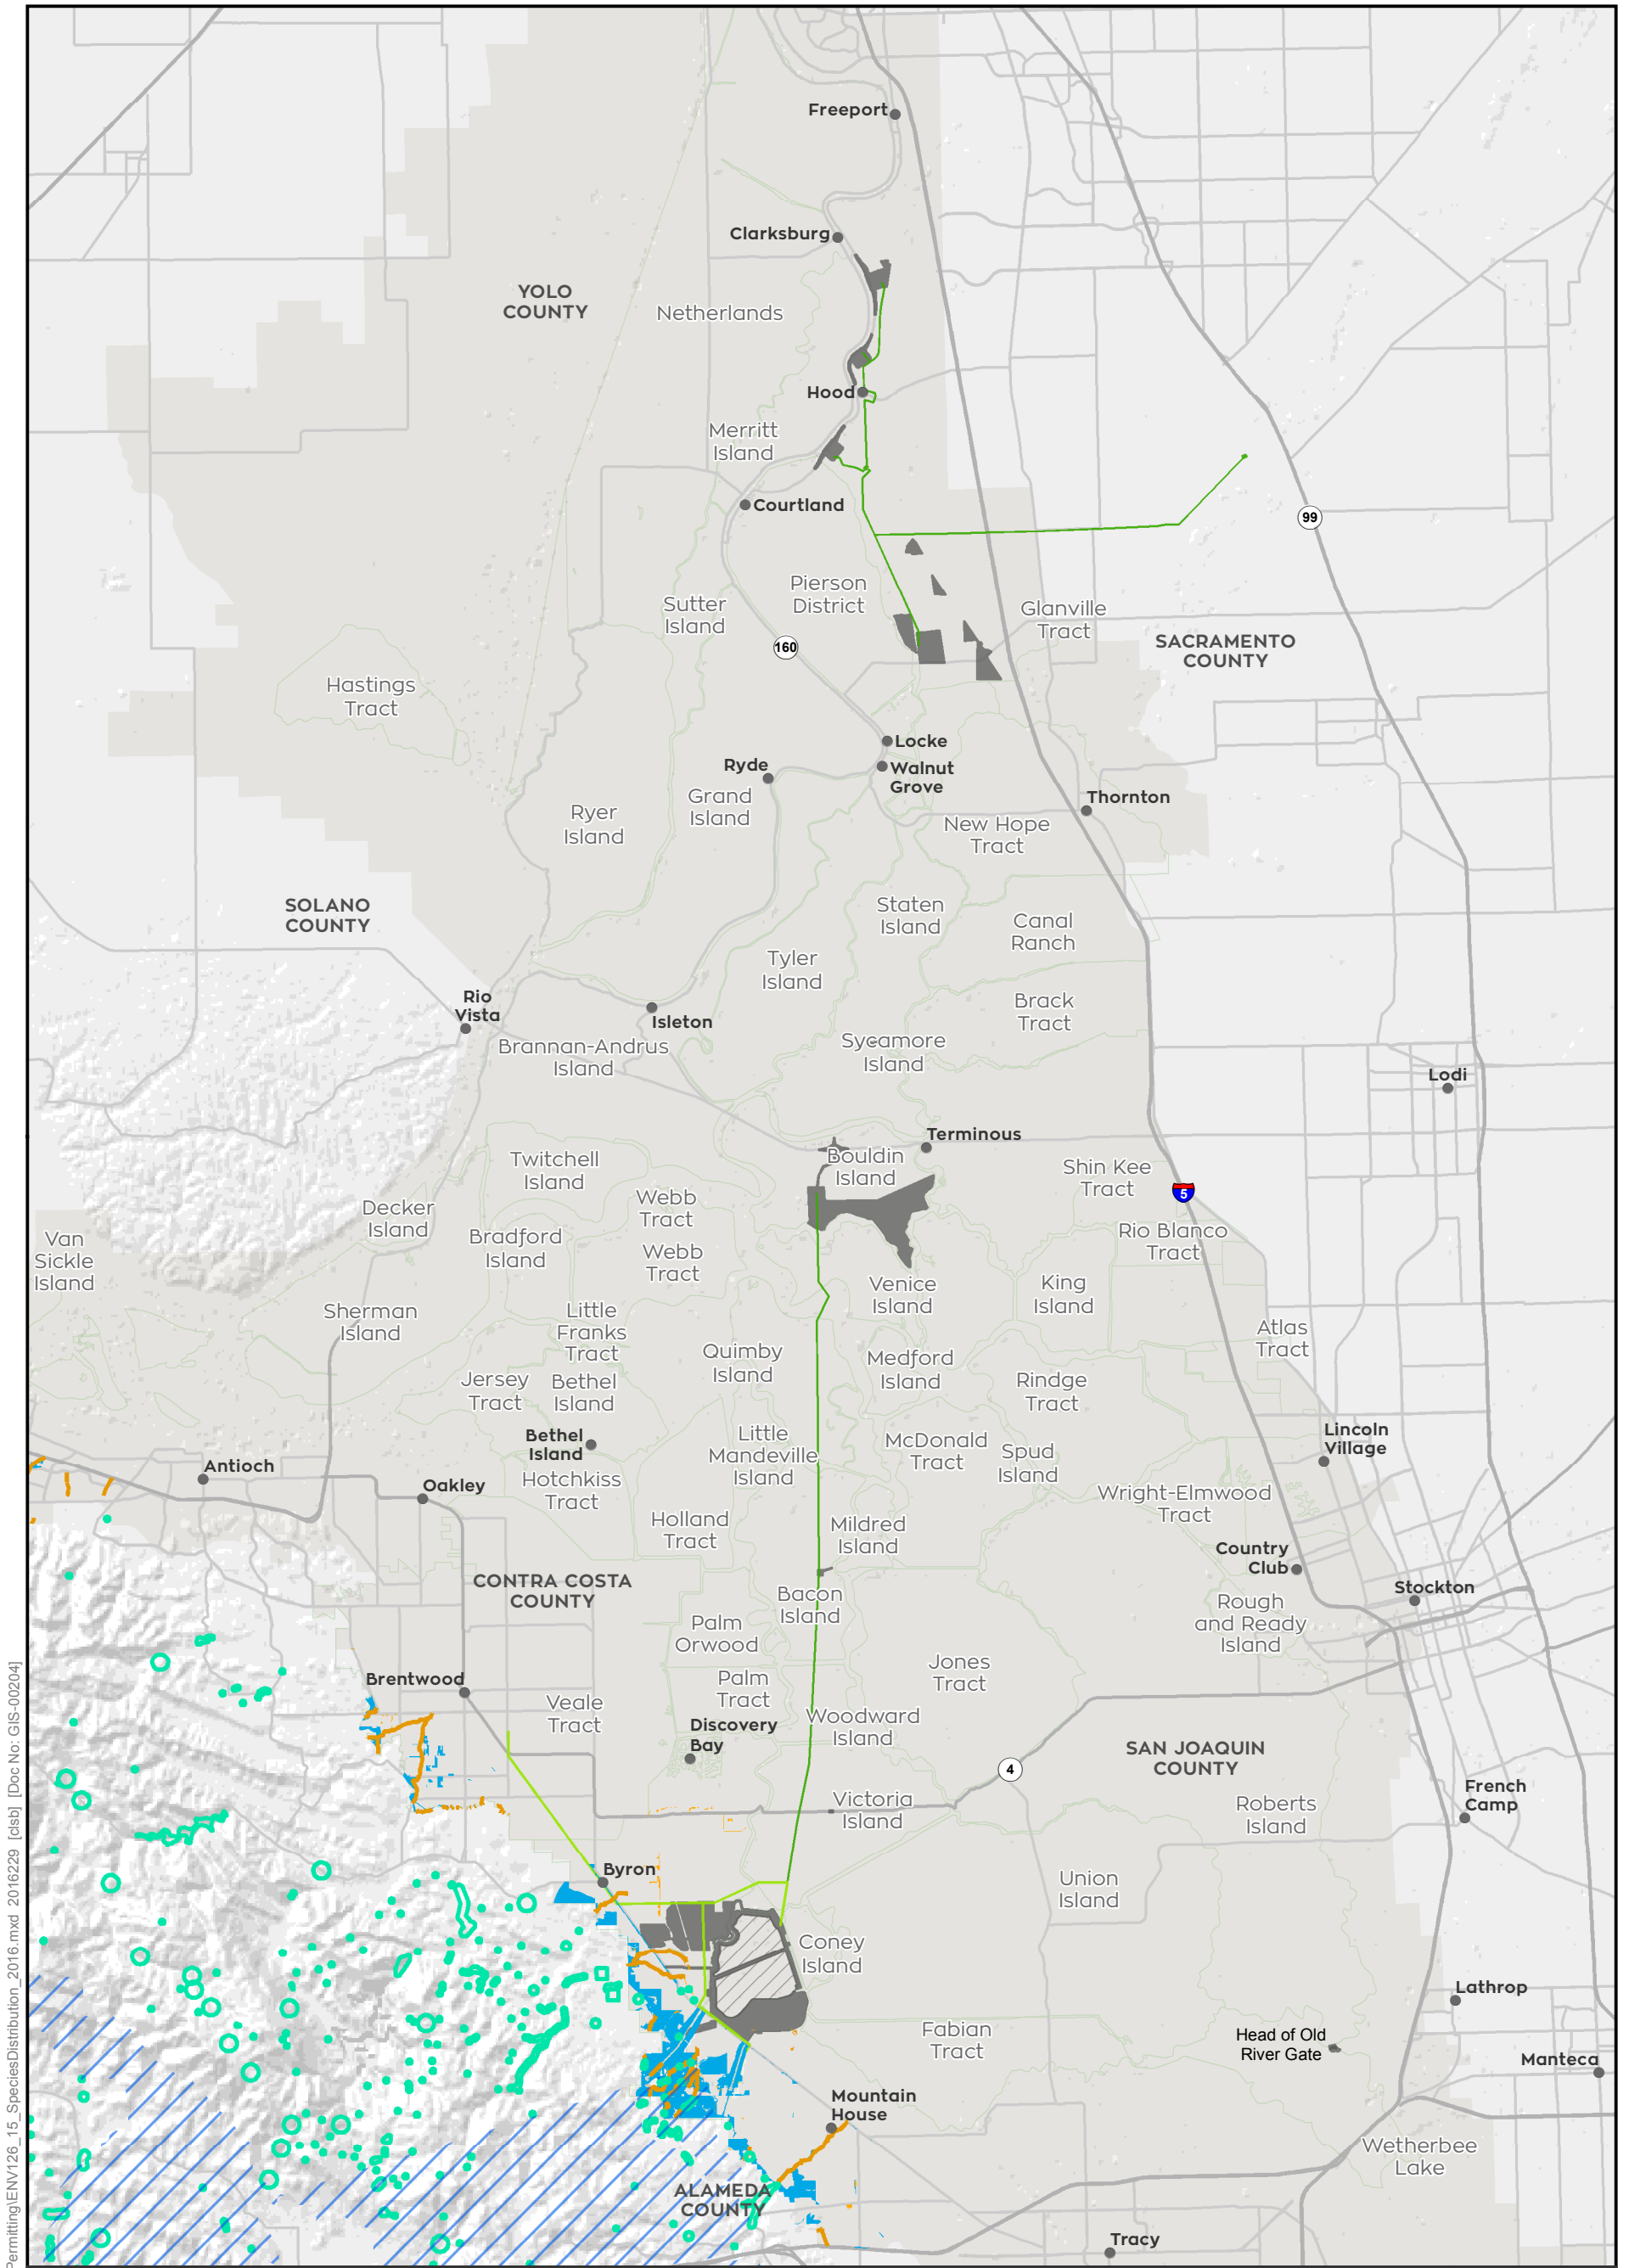 Freeport
Clarksburg
YOLO
COUNTY
Netherlands
Hood
Merritt
Island
Courtland
99
Pierson
District
Sutter
Island
Glanville
Tract
160
SACRAMENTO
COUNTY
Hastings
Tract
Locke
Ryde
Walnut
Grove
Grand
Island
Thornton
Ryer
Island
New Hope
Tract
SOLANO
COUNTY
Staten
Island
Canal
Ranch
Tyler
Island
Rio
Vista
Isleton
Brack
Tract
Brannan-Andrus
Island
Sycamore
Island
Lodi
Terminous
Bouldin
Island
Twitchell
Island
Shin Kee
Tract
5
Webb
Tract
Decker
Island
Bradford
Island
Rio Blanco
Tract
Van
Sickle
Island
Webb
Tract
Venice
Island
King
Island
Sherman
Island
Little
Franks
Tract
Atlas
Tract
Quimby
Island
Medford
Island
Jersey
Tract
Bethel
Island
Rindge
Tract
Bethel
Island
Little
Mandeville
Island
McDonald
Tract
Spud
Island
Lincoln
Village
Antioch
Oakley
Hotchkiss
Tract
Wright-Elmwood
Tract
Holland
Tract
Mildred
Island
Country
Club
CONTRA COSTA
COUNTY
Stockton
Bacon
Island
Rough
and Ready
Island
Palm
Orwood
Jones
Tract
Brentwood
Palm
Tract
Veale
Tract
Discovery
Bay
Woodward
Island
SAN JOAQUIN
COUNTY
4
French
Camp
Victoria
Island
Roberts
Island
Byron
Union
Island
Coney
Island
Lathrop
Fabian
Tract
Head of Old
River Gate
Manteca
Mountain
House
Wetherbee
Lake
ALAMEDA
COUNTY
Tracy
Permitting\ENV126_15_SpeciesDistribution_2016.mxd 2016229 [dsb] [Doc No: GIS-00204]